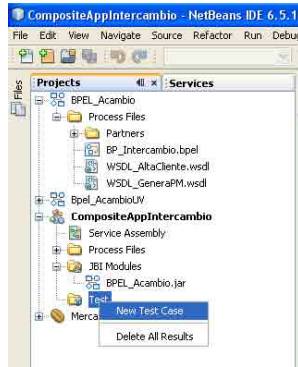 CompositeAppIntercambio - NetBeans IDE 6.5.1
File Edit View Navigate Source Refactor Run Debu
Files
Projects Services
BPEL_Acambio
Process Files
Partners
BP_Intercambio.bpel
WSDL_AltaCliente.wsdl
WSDL_GeneraPM.wsdl
Bpel_AcambioUV
CompositeAppIntercambio
Service Assembly
Process Files
JBI Modules
BPEL_Acambio.jar
Test
New Test Case
Merca
Delete All Results